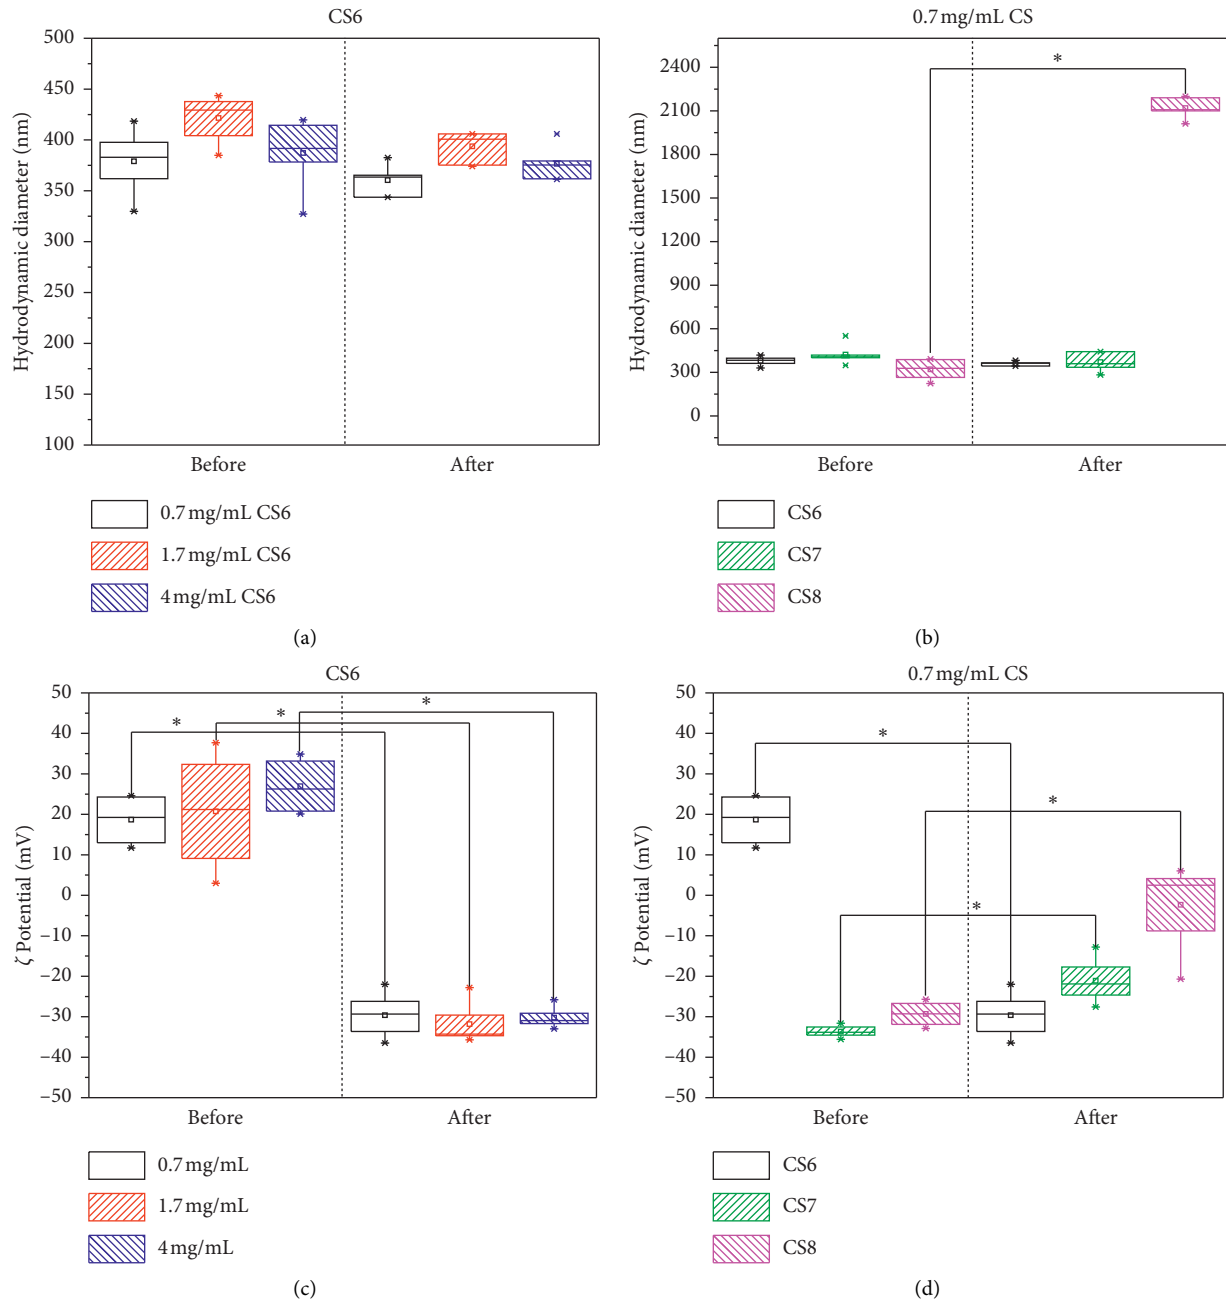 CS6
500
450
400
350
300
250
200
150
100
Hydrodynamic diameter (nm)
Before
After
0.7 mg/mL CS6
1.7 mg/mL CS6
4 mg/mL CS6
(a)
0.7 mg/mL CS
2400
2100
1800
1500
1200
900
600
300
0
Hydrodynamic diameter (nm)
*
Before
After
CS6
CS7
CS8
(b)
CS6
50
40
30
20
10
0
−10
−20
−30
−40
−50
ζ Potential (mV)
*
*
*
Before
After
0.7 mg/mL
1.7 mg/mL
4 mg/mL
(c)
0.7 mg/mL CS
50
40
30
20
10
0
−10
−20
−30
−40
−50
ζ Potential (mV)
*
*
*
Before
After
CS6
CS7
CS8
(d)